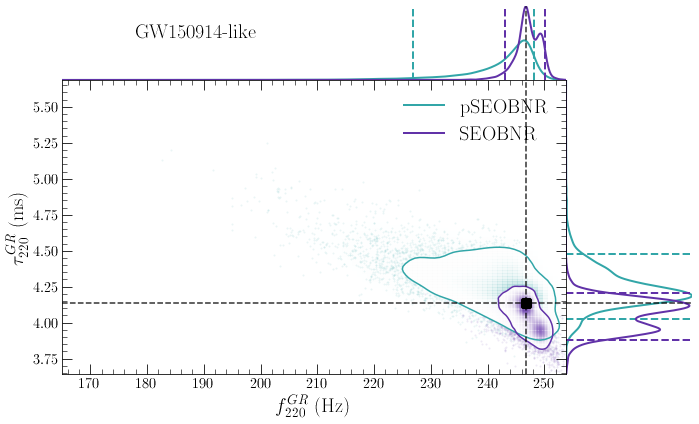 GW150914-like
pSEOBNR
SEOBNR
5.50
5.25
5.00
4.75
4.50
4.25
4.00
3.75
τ_{220}^{GR} (ms)
170 180 190 200 210 220 230 240 250
f_{220}^{GR} (Hz)